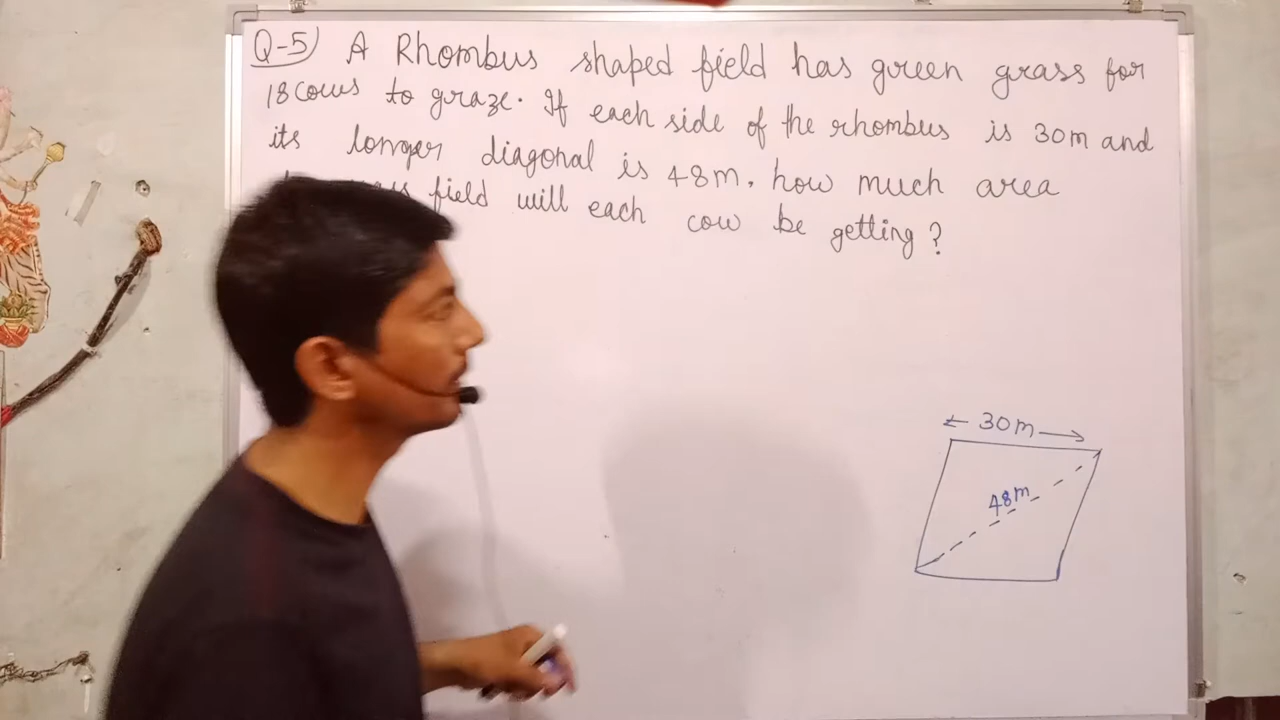 Q-5) A Rhombus shaped field has green grass for
18 cows to graze. If each side of the rhombus is 30m and
its longer diagonal is 48m, how much area
field will each cow be getting?
← 30m →
48m